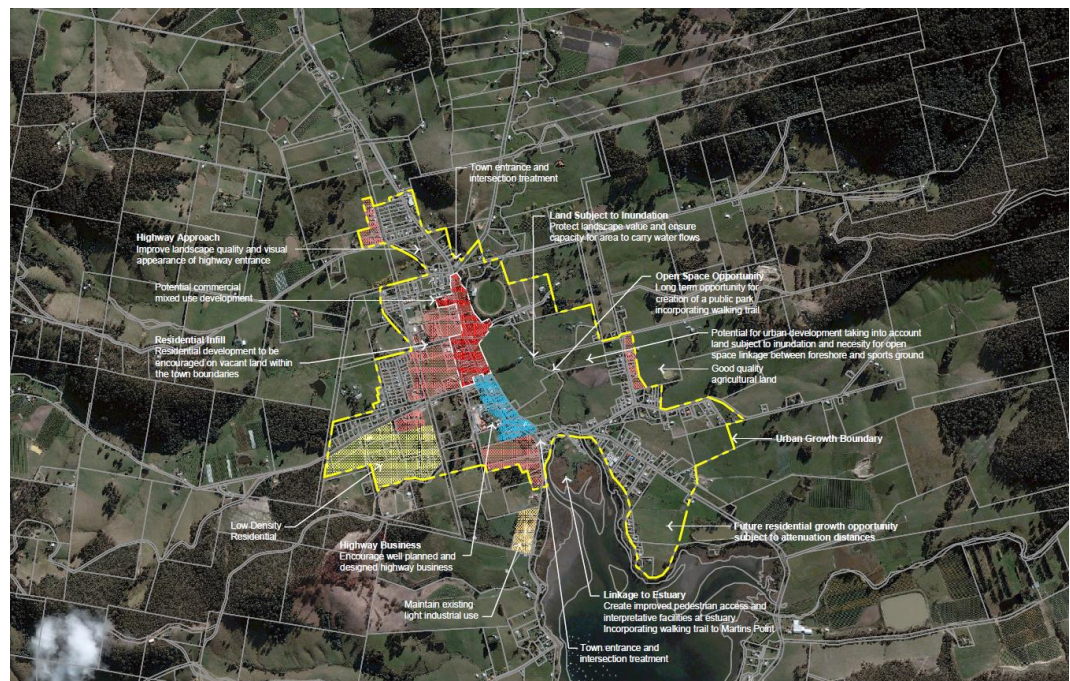 Town entrance and
intersection treatment
Land Subject to Inundation
Protect landscape value and ensure
capacity for area to carry water flows
Highway Approach
Improve landscape quality and visual
appearance of highway entrance
Open Space Opportunity
Long term opportunity for
creation of a public park
incorporating walking trail
Potential commercial
mixed use development
Potential for urban development taking into account
land subject to inundation and necesity for open
space linkage between foreshore and sports ground
Residential Infill
Residential development to be
encouraged on vacant land within
the town boundaries
Good quality
agricultural land
Urban Growth Boundary
Low Density
Residential
Future residential growth opportunity
subject to attenuation distances
Highway Business
Encourage well planned and
designed highway business
Linkage to Estuary
Create improved pedestrian access and
interpretative facilities at estuary.
Incorporating walking trail to Martins Point
Maintain existing
light industrial use
Town entrance and
intersection treatment